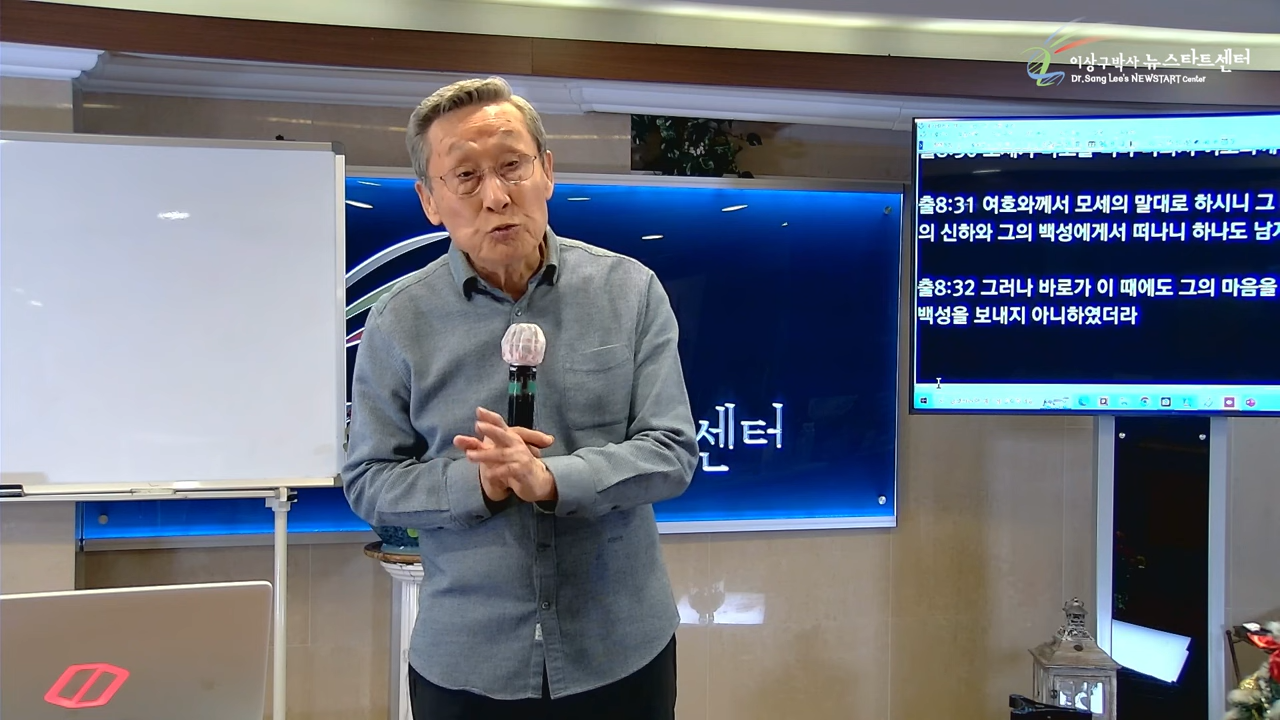 이상구박사 뉴스타트센터
Dr. Sang Lee's NEWSTART Center
출8:31 여호와께서 모세의 말대로 하시니 그
의 신하와 그의 백성에게서 떠나니 하나도 남
출8:32 그러나 바로가 이 때에도 그의 마음을
백성을 보내지 아니하였더라
센터